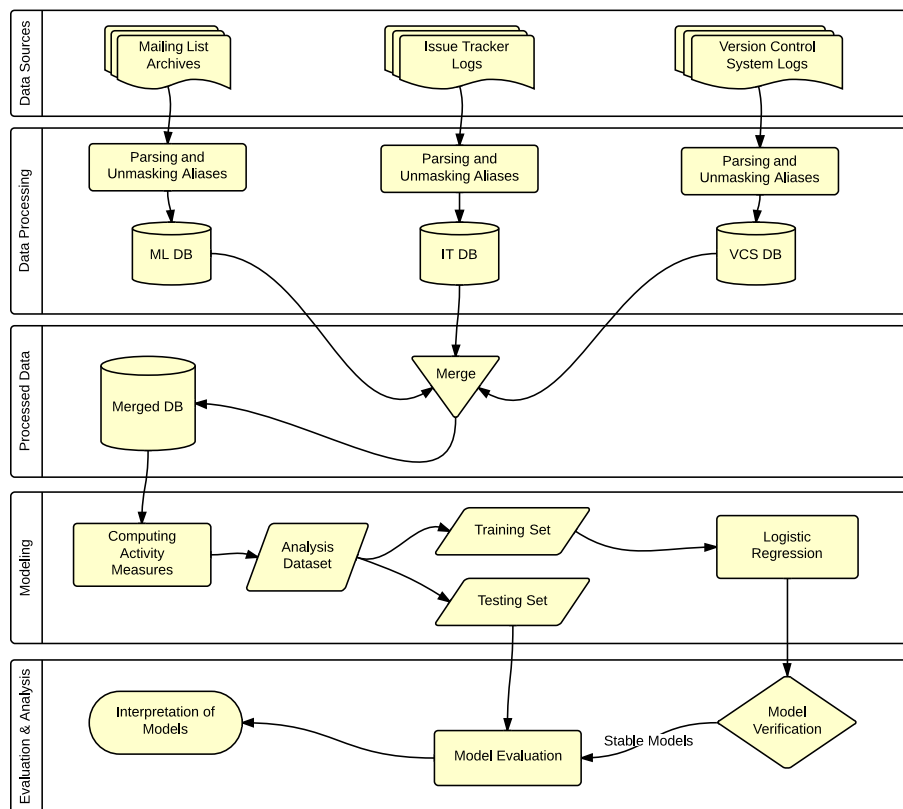 Data Sources
Mailing List
Archives
Issue Tracker
Logs
Version Control
System Logs
Data Processing
Parsing and
Unmasking Aliases
Parsing and
Unmasking Aliases
Parsing and
Unmasking Aliases
ML DB
IT DB
VCS DB
Processed Data
Merge
Merged DB
Modeling
Computing
Activity
Measures
Analysis
Dataset
Training Set
Testing Set
Logistic
Regression
Evaluation & Analysis
Interpretation of
Models
Model Evaluation
Stable Models
Model
Verification